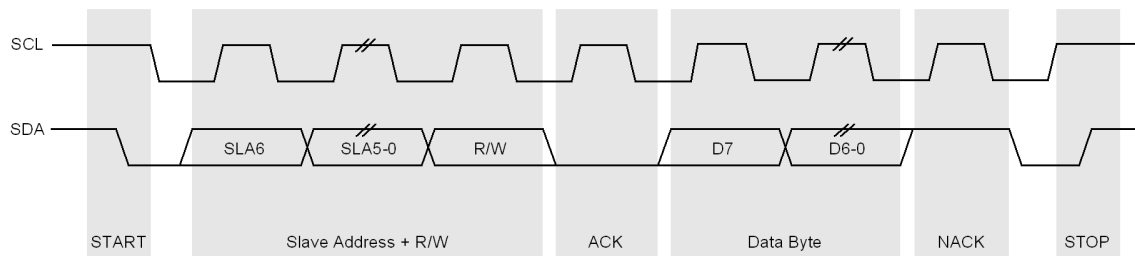 SCL
SDA
SLA6
SLA5-0
R/W
D7
D6-0
START
Slave Address + R/W
ACK
Data Byte
NACK
STOP